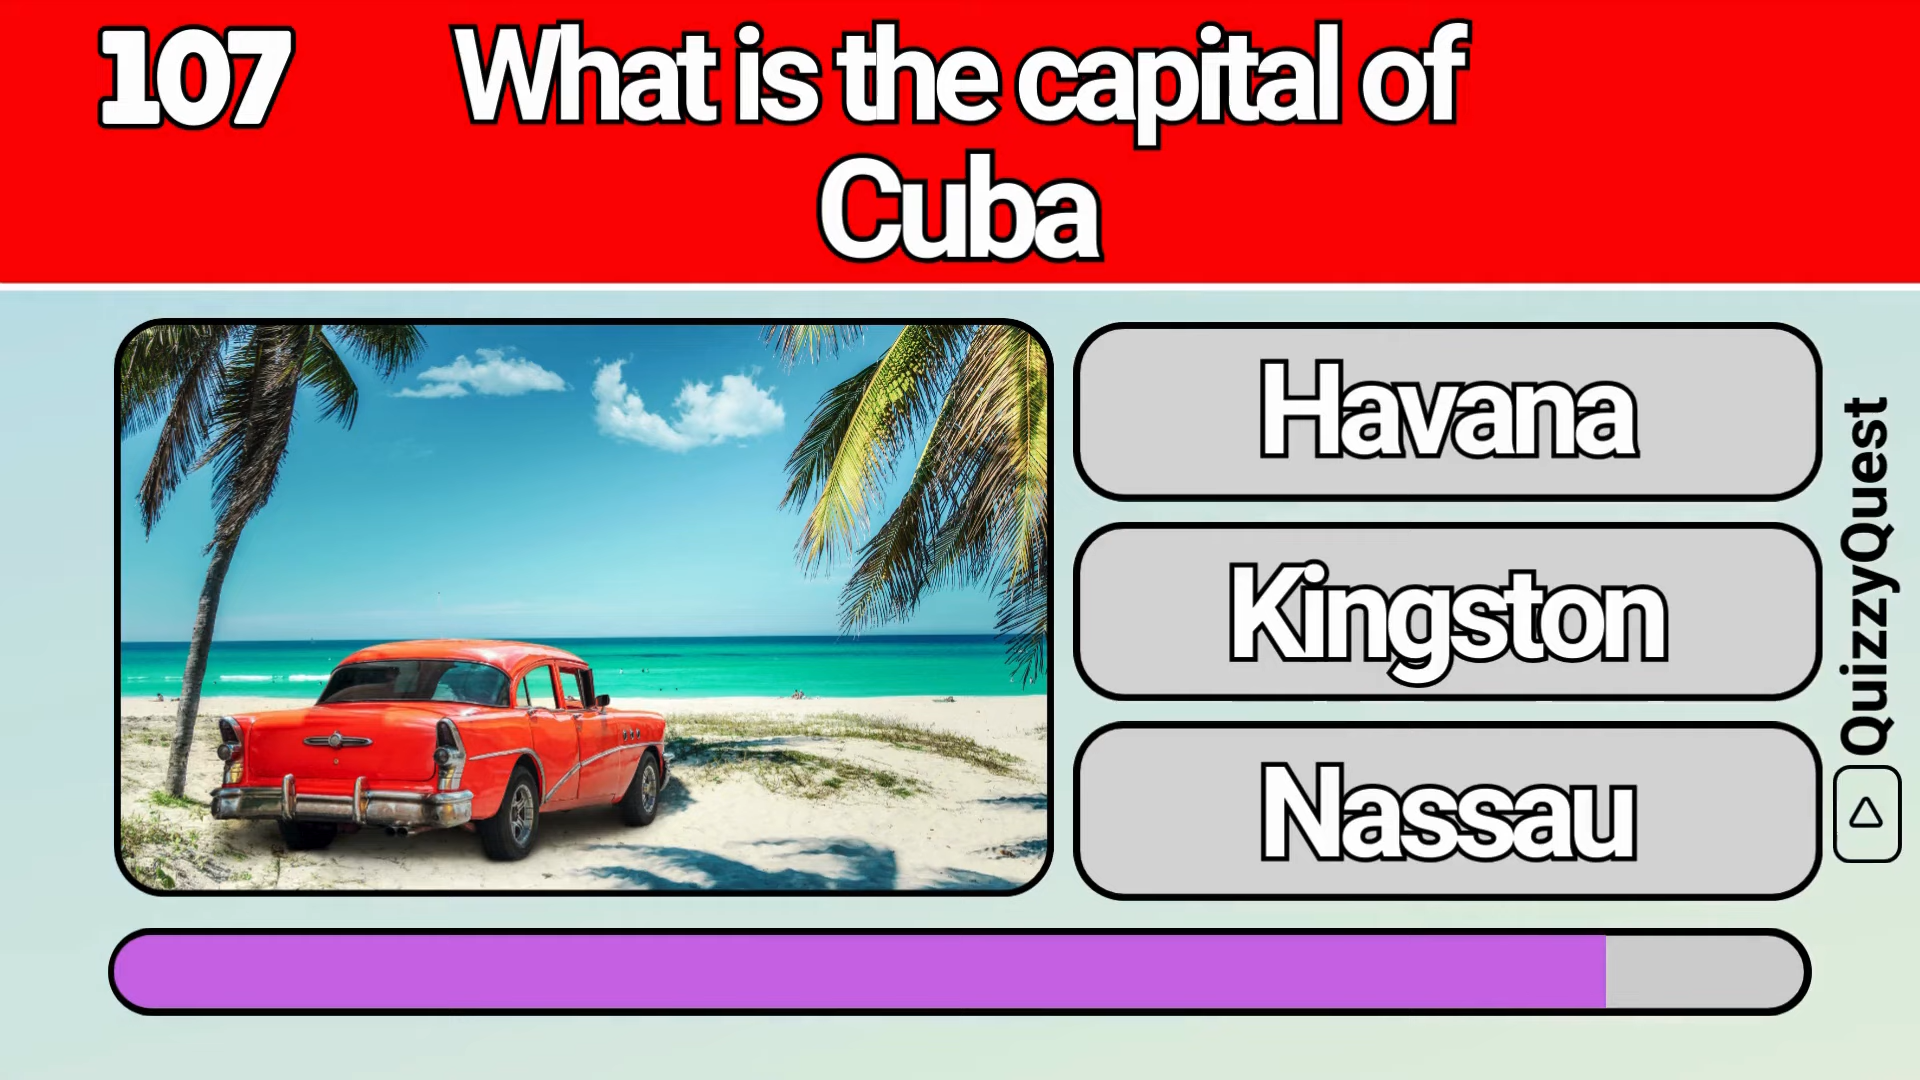 107
What is the capital of
Cuba
Havana
Kingston
Nassau
QuizzyQuest